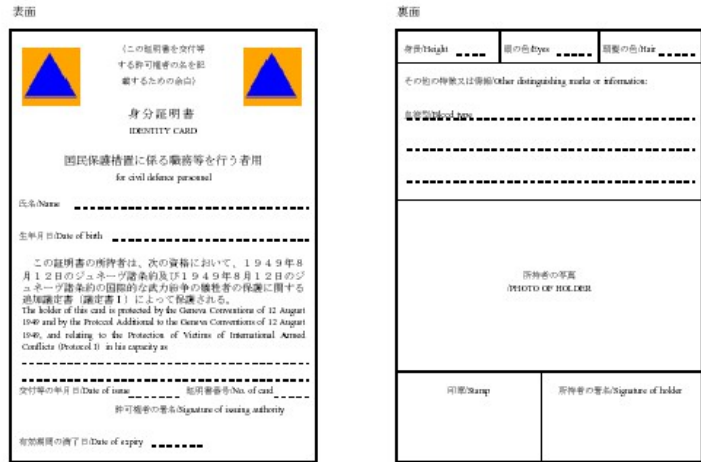 表面
(この証明書を交付等
する許可権者の名を記
載するための余白)
身分証明書
IDENTITY CARD
国民保護措置に係る職務等を行う者用
for civil defence personnel
氏名/Name
生年月日/Date of birth
この証明書の所持者は、次の資格において、1949年8
月12日のジュネーヴ諸条約及び1949年8月12日のジ
ュネーヴ諸条約の国際的な武力紛争の犠牲者の保護に関する
追加議定書(議定書Ⅰ)によって保護される。
The holder of this card is protected by the Geneva Conventions of 12 August
1949 and by the Protocol Additional to the Geneva Conventions of 12 August
1949, and relating to the Protection of Victims of International Armed
Conflicts (Protocol I) in his capacity as
交付等の年月日/Date of issue 証明書番号/No. of card
許可権者の署名/Signature of issuing authority
有効期間の満了日/Date of expiry
裏面
身長/Height 眼の色/Eyes 頭髪の色/Hair
その他の特徴又は情報/Other distinguishing marks or information:
血液型/Blood type
所持者の写真
/PHOTO OF HOLDER
印章/Stamp 所持者の署名/Signature of holder